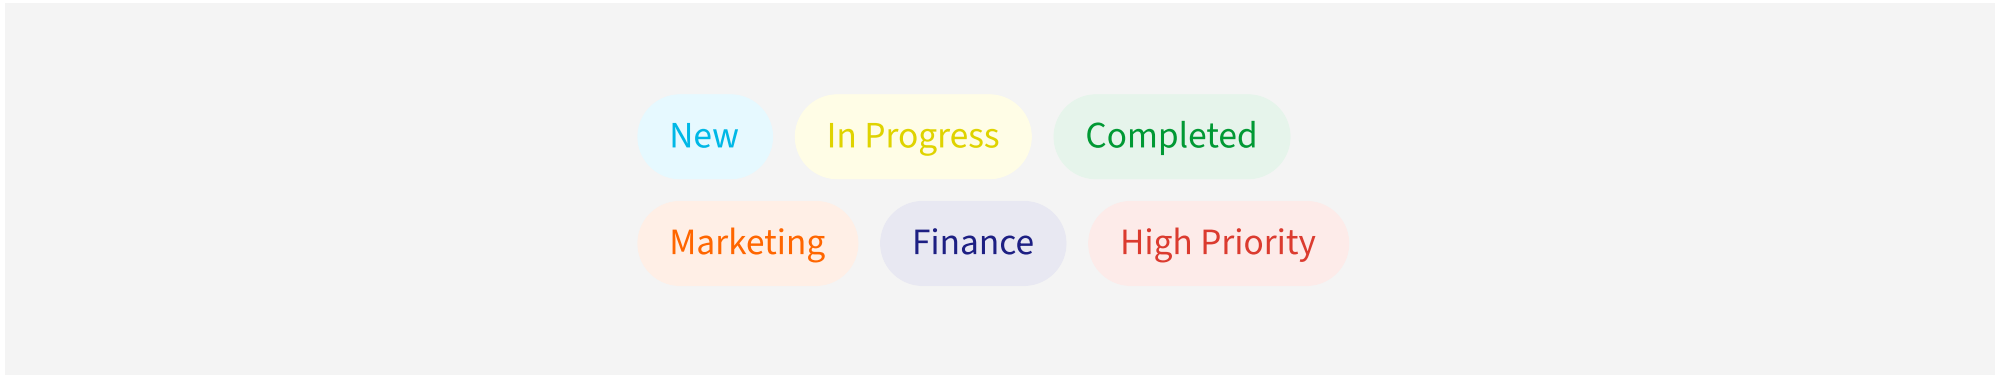 New In Progress Completed
Marketing Finance High Priority